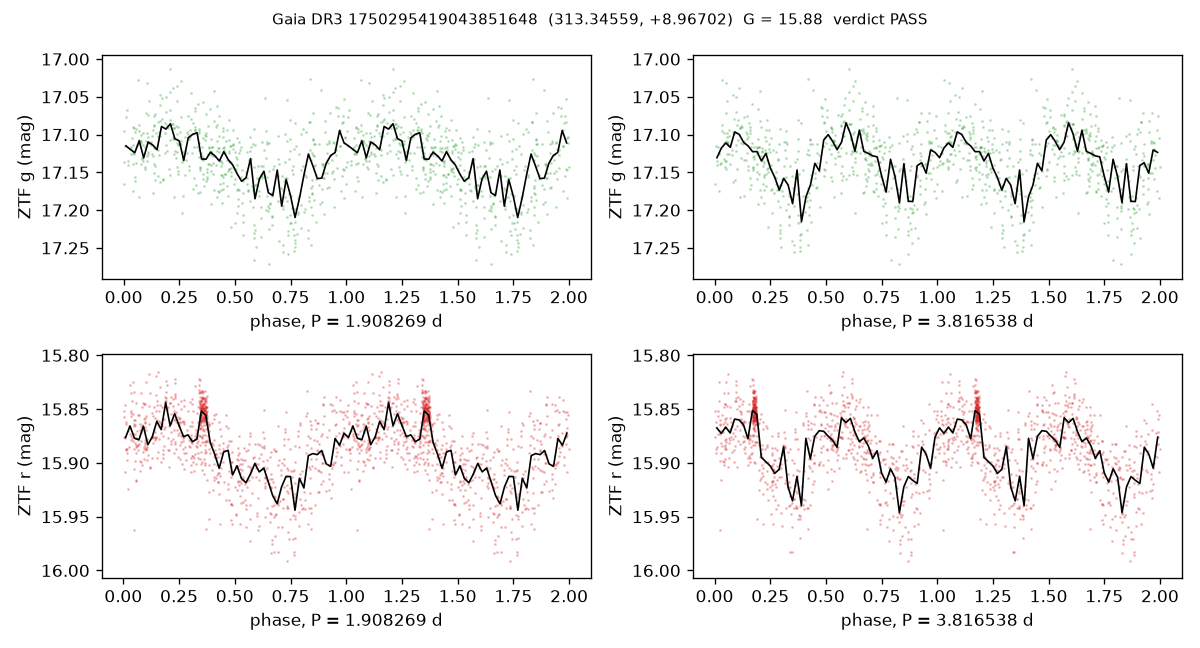 Gaia DR3 1750295419043851648  (313.34559, +8.96702)  G = 15.88  verdict PASS
ZTF g (mag)
17.00
17.05
17.10
17.15
17.20
17.25
0.00 0.25 0.50 0.75 1.00 1.25 1.50 1.75 2.00
phase, P = 1.908269 d
ZTF g (mag)
17.00
17.05
17.10
17.15
17.20
17.25
0.00 0.25 0.50 0.75 1.00 1.25 1.50 1.75 2.00
phase, P = 3.816538 d
ZTF r (mag)
15.80
15.85
15.90
15.95
16.00
0.00 0.25 0.50 0.75 1.00 1.25 1.50 1.75 2.00
phase, P = 1.908269 d
ZTF r (mag)
15.80
15.85
15.90
15.95
16.00
0.00 0.25 0.50 0.75 1.00 1.25 1.50 1.75 2.00
phase, P = 3.816538 d